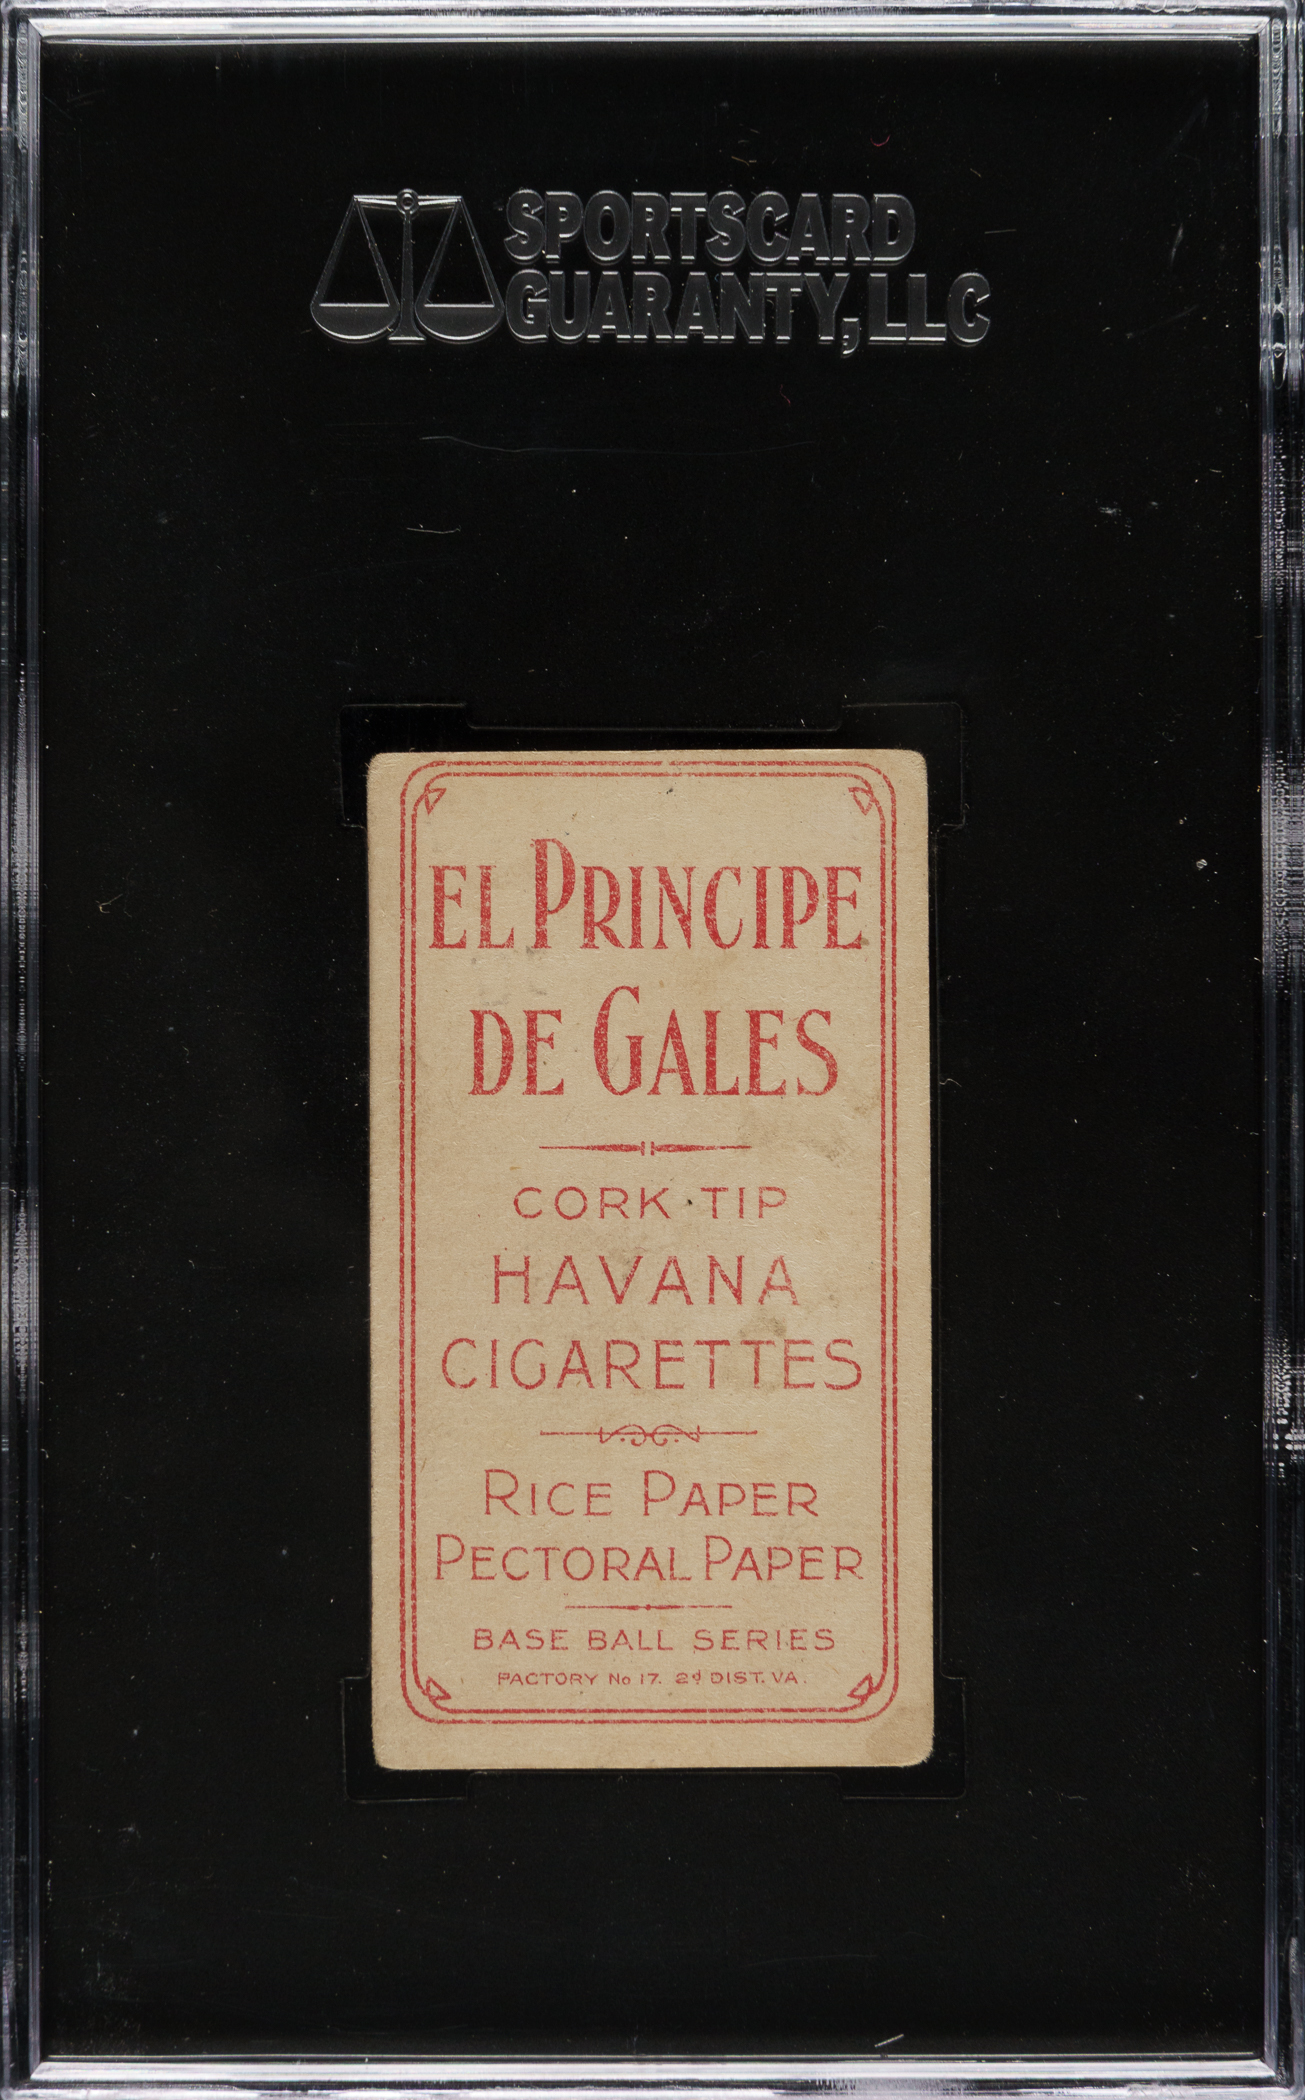 SPORTSCARD
GUARANTY, LLC
EL PRINCIPE
DE GALES
CORK TIP
HAVANA
CIGARETTES
RICE PAPER
PECTORAL PAPER
BASE BALL SERIES
FACTORY No 17. 2d DIST. VA.